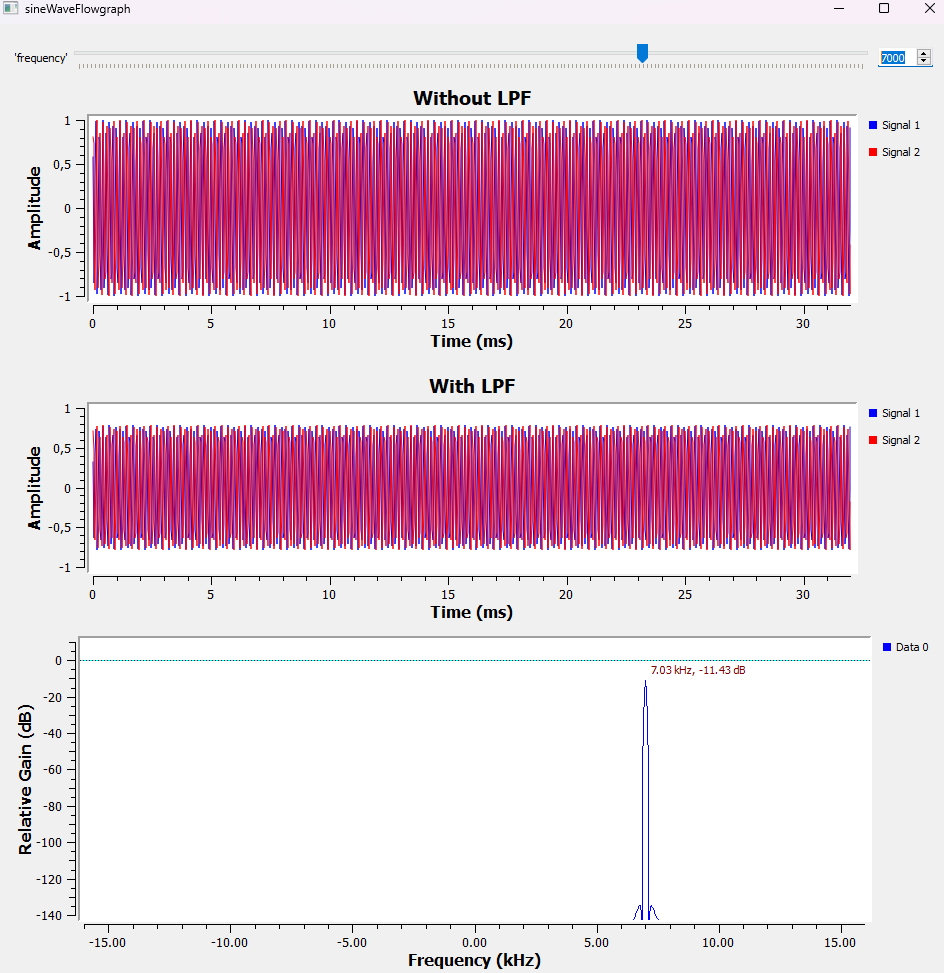 sineWaveFlowgraph
'frequency'
7000
Without LPF
Signal 1
Signal 2
Amplitude
1
0,5
0
-0,5
-1
0 5 10 15 20 25 30
Time (ms)
With LPF
Signal 1
Signal 2
Amplitude
1
0,5
0
-0,5
-1
0 5 10 15 20 25 30
Time (ms)
Data 0
7.03 kHz, -11.43 dB
Relative Gain (dB)
0
-20
-40
-60
-80
-100
-120
-140
-15.00 -10.00 -5.00 0.00 5.00 10.00 15.00
Frequency (kHz)